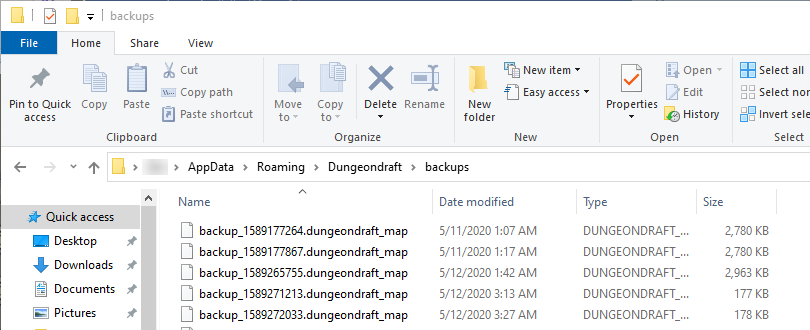 backups
File Home Share View
Pin to Quick access
Copy
Paste
Cut
Copy path
Paste shortcut
Clipboard
Move to
Copy to
Delete
Rename
Organize
New folder
New item
Easy access
New
Properties
Open
Edit
History
Open
Select all
Select
Invert
Select
AppData Roaming Dungeondraft backups
Name Date modified Type Size
Quick access
Desktop
Downloads
Documents
Pictures
backup_1589177264.dungeondraft_map 5/11/2020 1:07 AM DUNGEONDRAFT_... 2,780 KB
backup_1589177867.dungeondraft_map 5/11/2020 1:17 AM DUNGEONDRAFT_... 2,780 KB
backup_1589265755.dungeondraft_map 5/12/2020 1:42 AM DUNGEONDRAFT_... 2,963 KB
backup_1589271213.dungeondraft_map 5/12/2020 3:13 AM DUNGEONDRAFT_... 177 KB
backup_1589272033.dungeondraft_map 5/12/2020 3:27 AM DUNGEONDRAFT_... 178 KB